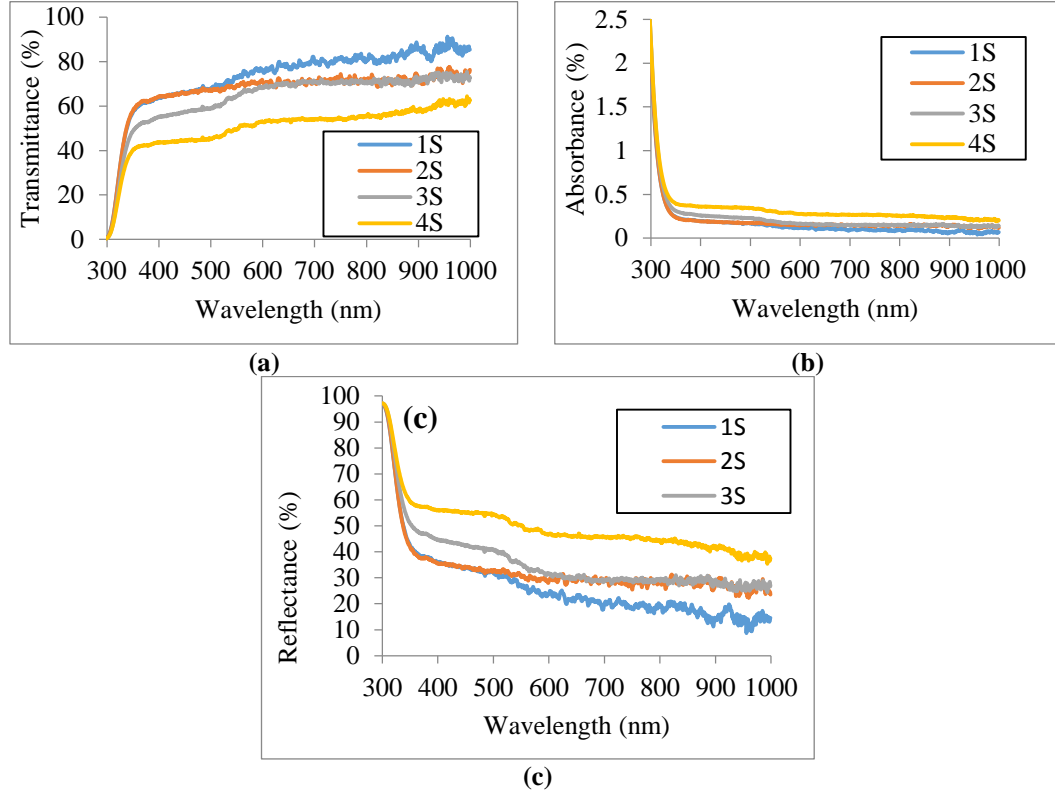 Transmittance (%)
100
80
60
40
20
0
300 400 500 600 700 800 900 1000
Wavelength (nm)
1S
2S
3S
4S
(a)
Absorbance (%)
2.5
2
1.5
1
0.5
0
300 400 500 600 700 800 900 1000
Wavelength (nm)
1S
2S
3S
4S
(b)
Reflectance (%)
100
90
80
70
60
50
40
30
20
10
0
300 400 500 600 700 800 900 1000
Wavelength (nm)
(c)
1S
2S
3S
(c)